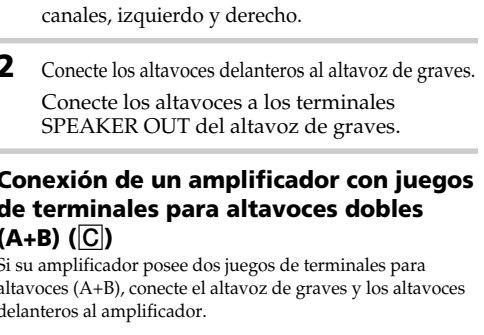 canales, izquierdo y derecho.
2 Conecte los altavoces delanteros al altavoz de graves.
Conecte los altavoces a los terminales
SPEAKER OUT del altavoz de graves.
Conexión de un amplificador con juegos
de terminales para altavoces dobles
(A+B) (C)
Si su amplificador posee dos juegos de terminales para
altavoces (A+B), conecte el altavoz de graves y los altavoces
delanteros al amplificador.